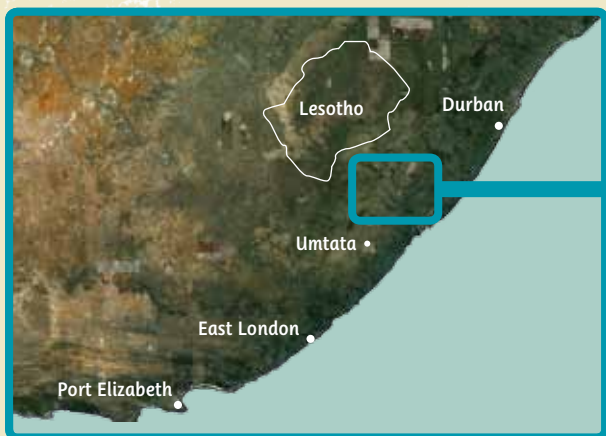 Lesotho
Durban
Umtata
East London
Port Elizabeth